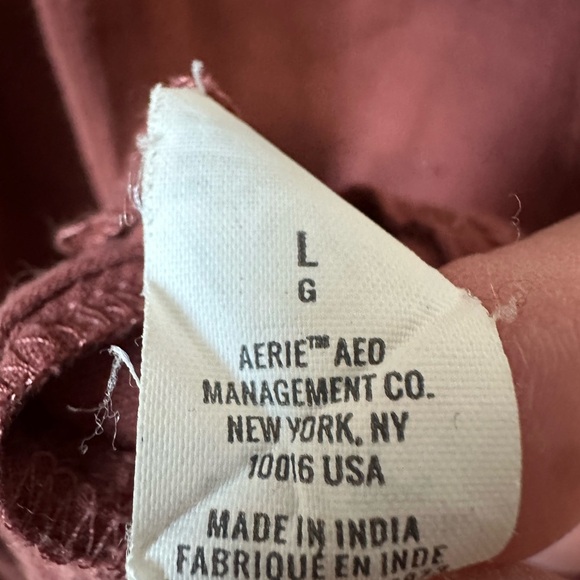 L
G
AERIE™ AEO
MANAGEMENT CO.
NEW YORK, NY
10016 USA
MADE IN INDIA
FABRIQUÉ EN INDE